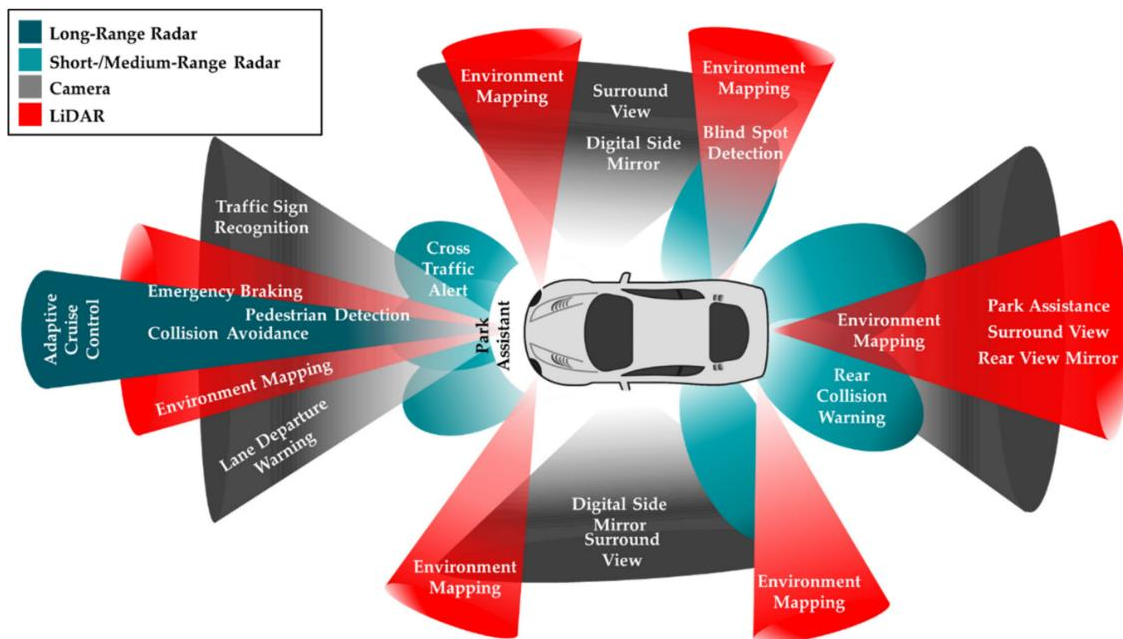 Long-Range Radar
Short-/Medium-Range Radar
Camera
LiDAR
Environment
Mapping
Surround
View
Digital Side
Mirror
Environment
Mapping
Blind Spot
Detection
Traffic Sign
Recognition
Cross
Traffic
Alert
Adaptive
Cruise
Control
Emergency Braking
Pedestrian Detection
Collision Avoidance
Environment Mapping
Lane Departure
Warning
Park
Assistant
Environment
Mapping
Rear
Collision
Warning
Park Assistance
Surround View
Rear View Mirror
Digital Side
Mirror
Surround
View
Environment
Mapping
Environment
Mapping